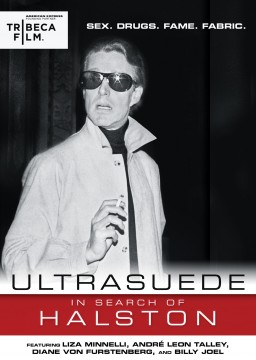 AMERICAN EXPRESS
TRIBECA
FILM.
SEX. DRUGS. FAME. FABRIC.
ULTRASUEDE
IN SEARCH OF
HALSTON
FEATURING LIZA MINNELLI, ANDRÉ LEON TALLEY,
DIANE VON FURSTENBERG, AND BILLY JOEL